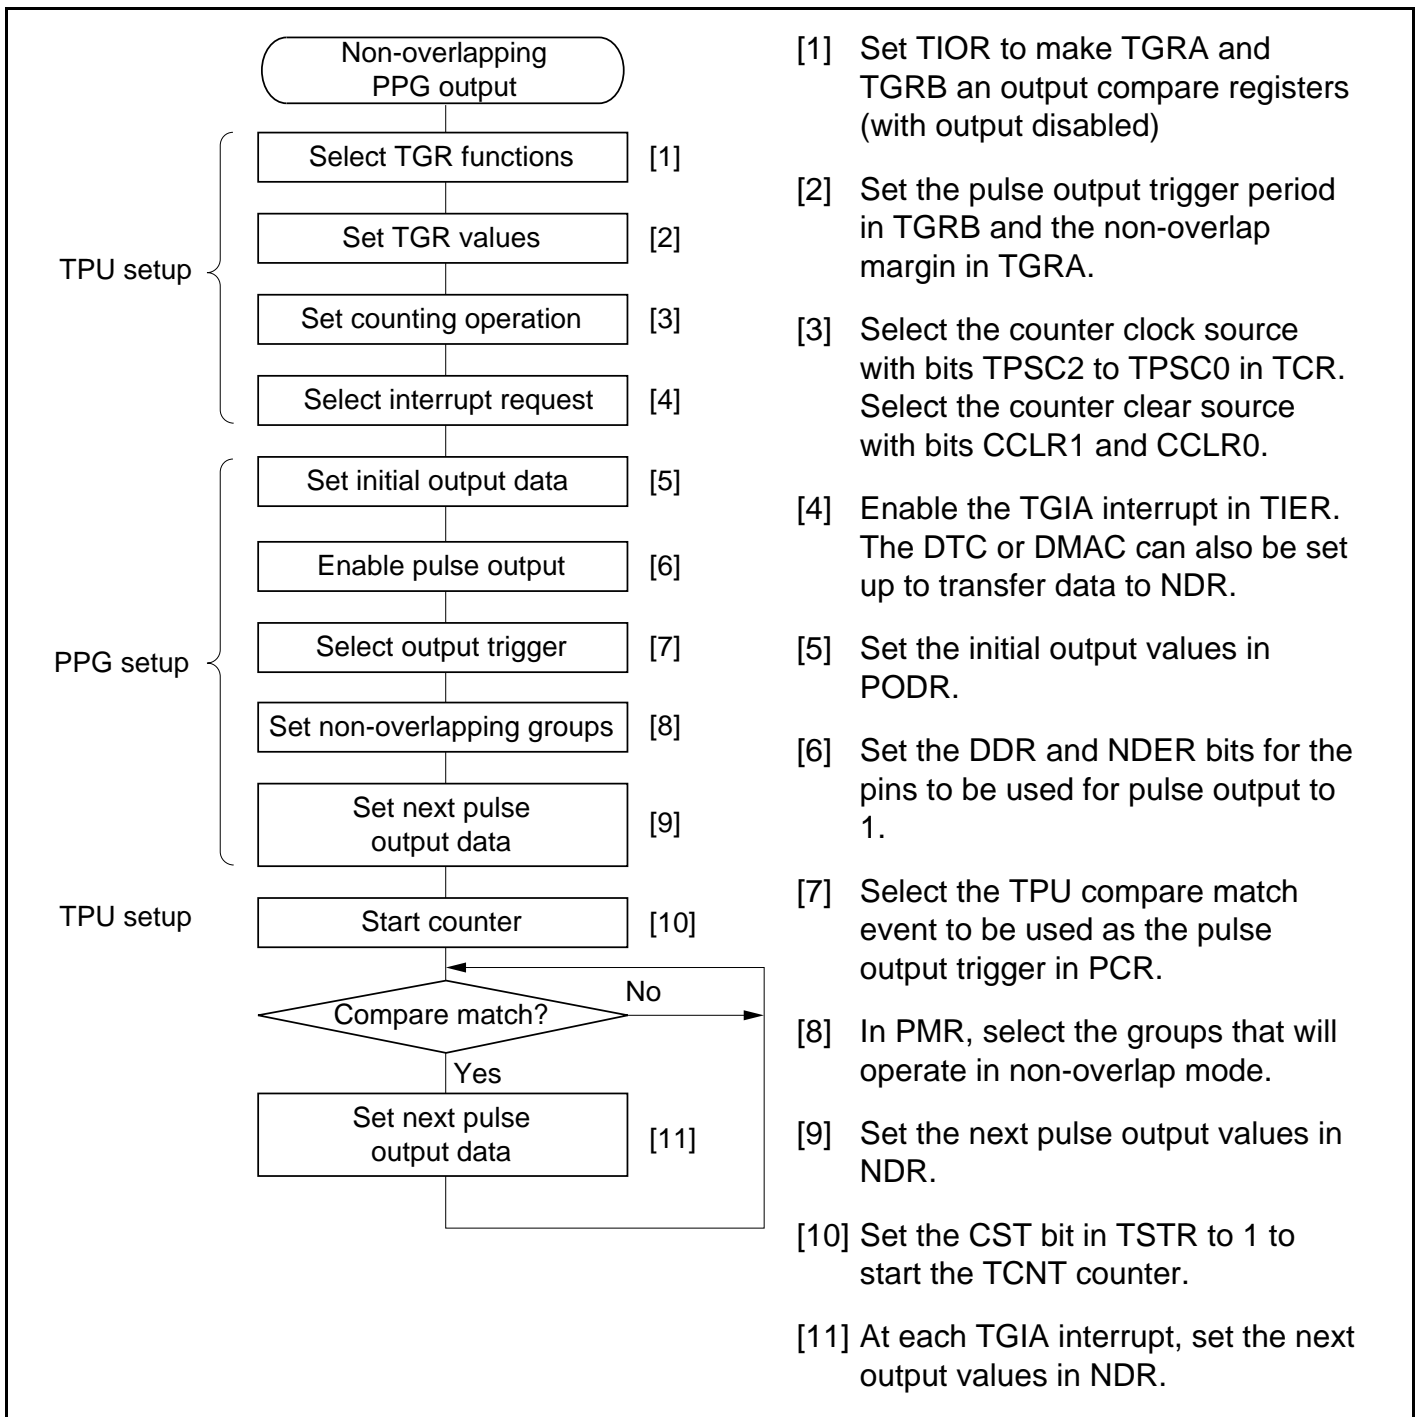 Non-overlapping
PPG output
TPU setup
Select TGR functions
[1]
Set TGR values
[2]
Set counting operation
[3]
Select interrupt request
[4]
PPG setup
Set initial output data
[5]
Enable pulse output
[6]
Select output trigger
[7]
Set non-overlapping groups
[8]
Set next pulse
output data
[9]
TPU setup
Start counter
[10]
Compare match?
No
Yes
Set next pulse
output data
[11]
[1] Set TIOR to make TGRA and
TGRB an output compare registers
(with output disabled)
[2] Set the pulse output trigger period
in TGRB and the non-overlap
margin in TGRA.
[3] Select the counter clock source
with bits TPSC2 to TPSC0 in TCR.
Select the counter clear source
with bits CCLR1 and CCLR0.
[4] Enable the TGIA interrupt in TIER.
The DTC or DMAC can also be set
up to transfer data to NDR.
[5] Set the initial output values in
PODR.
[6] Set the DDR and NDER bits for the
pins to be used for pulse output to
1.
[7] Select the TPU compare match
event to be used as the pulse
output trigger in PCR.
[8] In PMR, select the groups that will
operate in non-overlap mode.
[9] Set the next pulse output values in
NDR.
[10] Set the CST bit in TSTR to 1 to
start the TCNT counter.
[11] At each TGIA interrupt, set the next
output values in NDR.